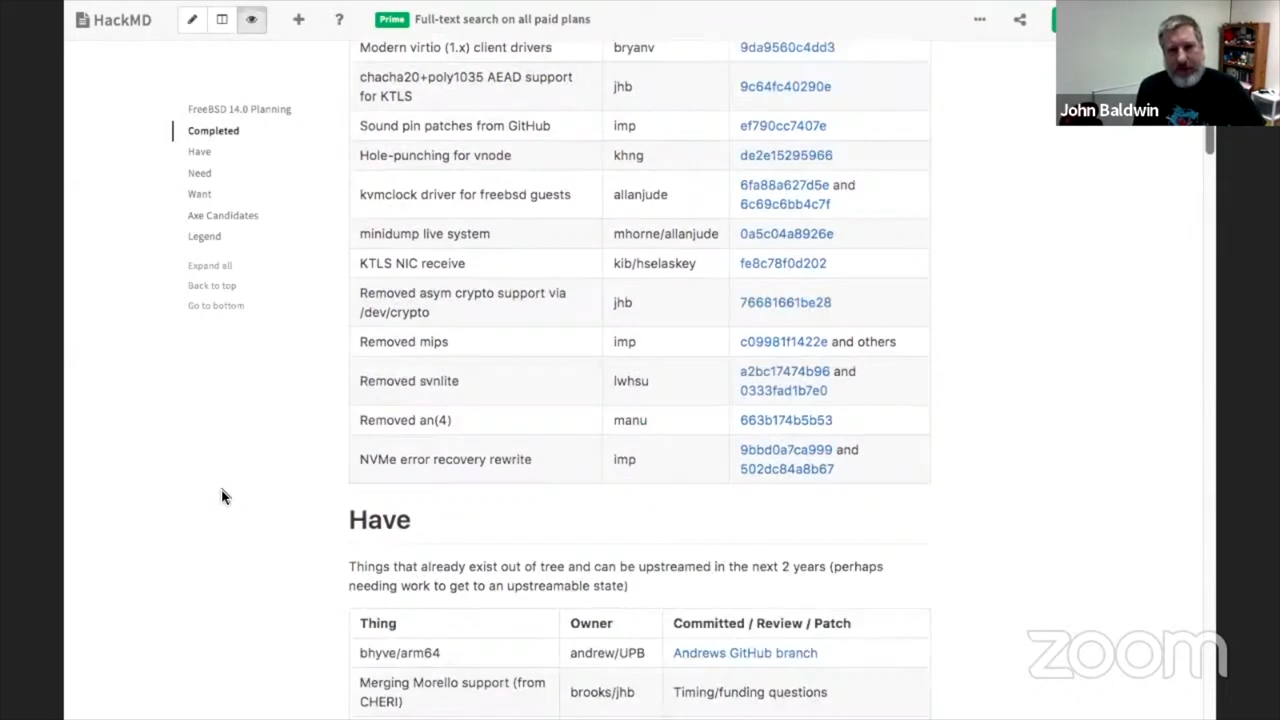 HackMD
Prime Full-text search on all paid plans
John Baldwin
FreeBSD 14.0 Planning
Completed
Have
Need
Want
Axe Candidates
Legend
Expand all
Back to top
Go to bottom
Modern virtio (1.x) client drivers bryanv 9da9560c4dd3
chacha20+poly1035 AEAD support
for KTLS jhb 9c64fc40290e
Sound pin patches from GitHub imp ef790cc7407e
Hole-punching for vnode khng de2e15295966
kvmclock driver for freebsd guests allanjude 6fa88a627d5e and
6c69c6bb4c7f
minidump live system mhorne/allanjude 0a5c04a8926e
KTLS NIC receive kib/hselaskey fe8c78f0d202
Removed asym crypto support via
/dev/crypto jhb 76681661be28
Removed mips imp c09981f1422e and others
Removed svnlite lwhsu a2bc17474b96 and
0333fad1b7e0
Removed an(4) manu 663b174b5b53
NVMe error recovery rewrite imp 9bbd0a7ca999 and
502dc84a8b67
Have
Things that already exist out of tree and can be upstreamed in the next 2 years (perhaps
needing work to get to an upstreamable state)
Thing Owner Committed / Review / Patch
bhyve/arm64 andrew/UPB Andrews GitHub branch
Merging Morello support (from
CHERI) brooks/jhb Timing/funding questions
zoom